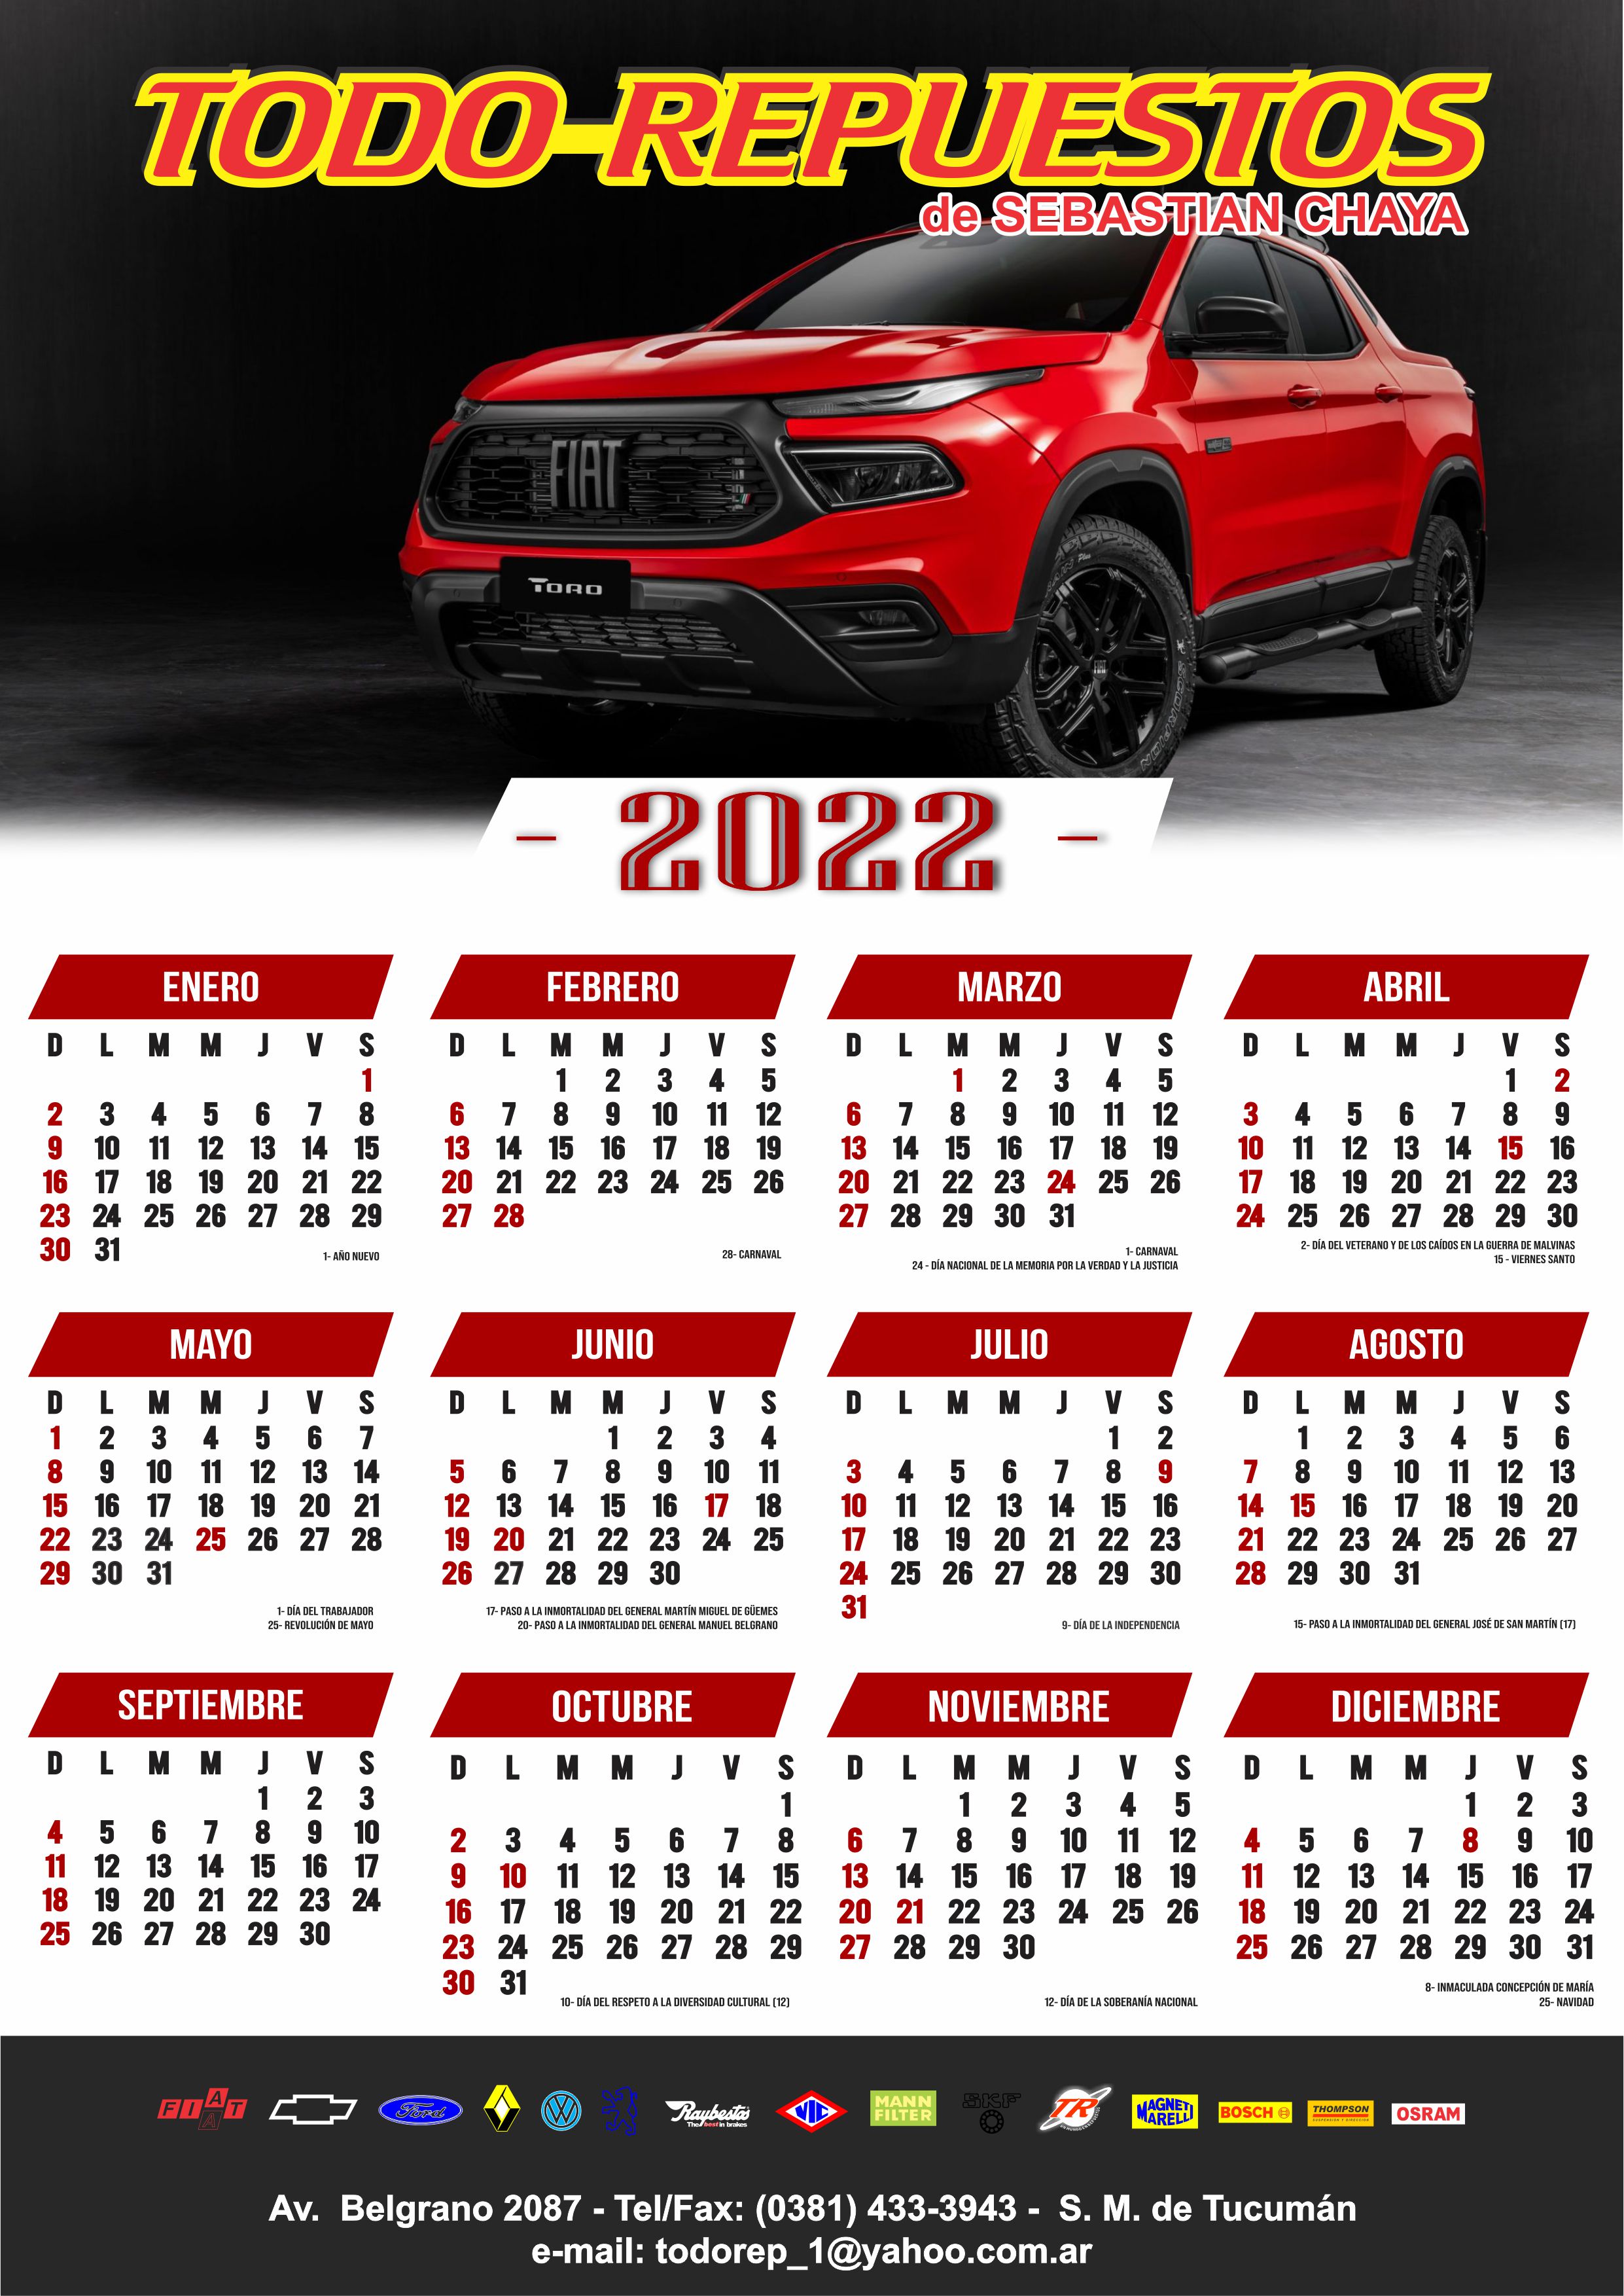 TODO-REPUESTOS
de SEBASTIAN CHAYA
FIAT
TORO
- 2022 -
ENERO
D L M M J V S
1
2 3 4 5 6 7 8
9 10 11 12 13 14 15
16 17 18 19 20 21 22
23 24 25 26 27 28 29
30 31
1- AÑO NUEVO
FEBRERO
D L M M J V S
1 2 3 4 5
6 7 8 9 10 11 12
13 14 15 16 17 18 19
20 21 22 23 24 25 26
27 28
28- CARNAVAL
MARZO
D L M M J V S
1 2 3 4 5
6 7 8 9 10 11 12
13 14 15 16 17 18 19
20 21 22 23 24 25 26
27 28 29 30 31
1- CARNAVAL
24 - DÍA NACIONAL DE LA MEMORIA POR LA VERDAD Y LA JUSTICIA
ABRIL
D L M M J V S
1 2
3 4 5 6 7 8 9
10 11 12 13 14 15 16
17 18 19 20 21 22 23
24 25 26 27 28 29 30
2- DÍA DEL VETERANO Y DE LOS CAÍDOS EN LA GUERRA DE MALVINAS
15 - VIERNES SANTO
MAYO
D L M M J V S
1 2 3 4 5 6 7
8 9 10 11 12 13 14
15 16 17 18 19 20 21
22 23 24 25 26 27 28
29 30 31
1- DÍA DEL TRABAJADOR
25- REVOLUCIÓN DE MAYO
JUNIO
D L M M J V S
1 2 3 4
5 6 7 8 9 10 11
12 13 14 15 16 17 18
19 20 21 22 23 24 25
26 27 28 29 30
17- PASO A LA INMORTALIDAD DEL GENERAL MARTÍN MIGUEL DE GÜEMES
20- PASO A LA INMORTALIDAD DEL GENERAL MANUEL BELGRANO
JULIO
D L M M J V S
1 2
3 4 5 6 7 8 9
10 11 12 13 14 15 16
17 18 19 20 21 22 23
24 25 26 27 28 29 30
31
9- DÍA DE LA INDEPENDENCIA
AGOSTO
D L M M J V S
1 2 3 4 5 6
7 8 9 10 11 12 13
14 15 16 17 18 19 20
21 22 23 24 25 26 27
28 29 30 31
15- PASO A LA INMORTALIDAD DEL GENERAL JOSÉ DE SAN MARTÍN (17)
SEPTIEMBRE
D L M M J V S
1 2 3
4 5 6 7 8 9 10
11 12 13 14 15 16 17
18 19 20 21 22 23 24
25 26 27 28 29 30
OCTUBRE
D L M M J V S
1
2 3 4 5 6 7 8
9 10 11 12 13 14 15
16 17 18 19 20 21 22
23 24 25 26 27 28 29
30 31
10- DÍA DEL RESPETO A LA DIVERSIDAD CULTURAL (12)
NOVIEMBRE
D L M M J V S
1 2 3 4 5
6 7 8 9 10 11 12
13 14 15 16 17 18 19
20 21 22 23 24 25 26
27 28 29 30
12- DÍA DE LA SOBERANÍA NACIONAL
DICIEMBRE
D L M M J V S
1 2 3
4 5 6 7 8 9 10
11 12 13 14 15 16 17
18 19 20 21 22 23 24
25 26 27 28 29 30 31
8- INMACULADA CONCEPCIÓN DE MARÍA
25- NAVIDAD
FIAT
Ford
Raybestos
The best in brakes
VIC
MANN
FILTER
SKF
TR
MAGNETI
MARELLI
BOSCH
THOMPSON
SUSPENSION Y DIRECCION
OSRAM
Av. Belgrano 2087 - Tel/Fax: (0381) 433-3943 - S. M. de Tucumán
e-mail: todorep_1@yahoo.com.ar